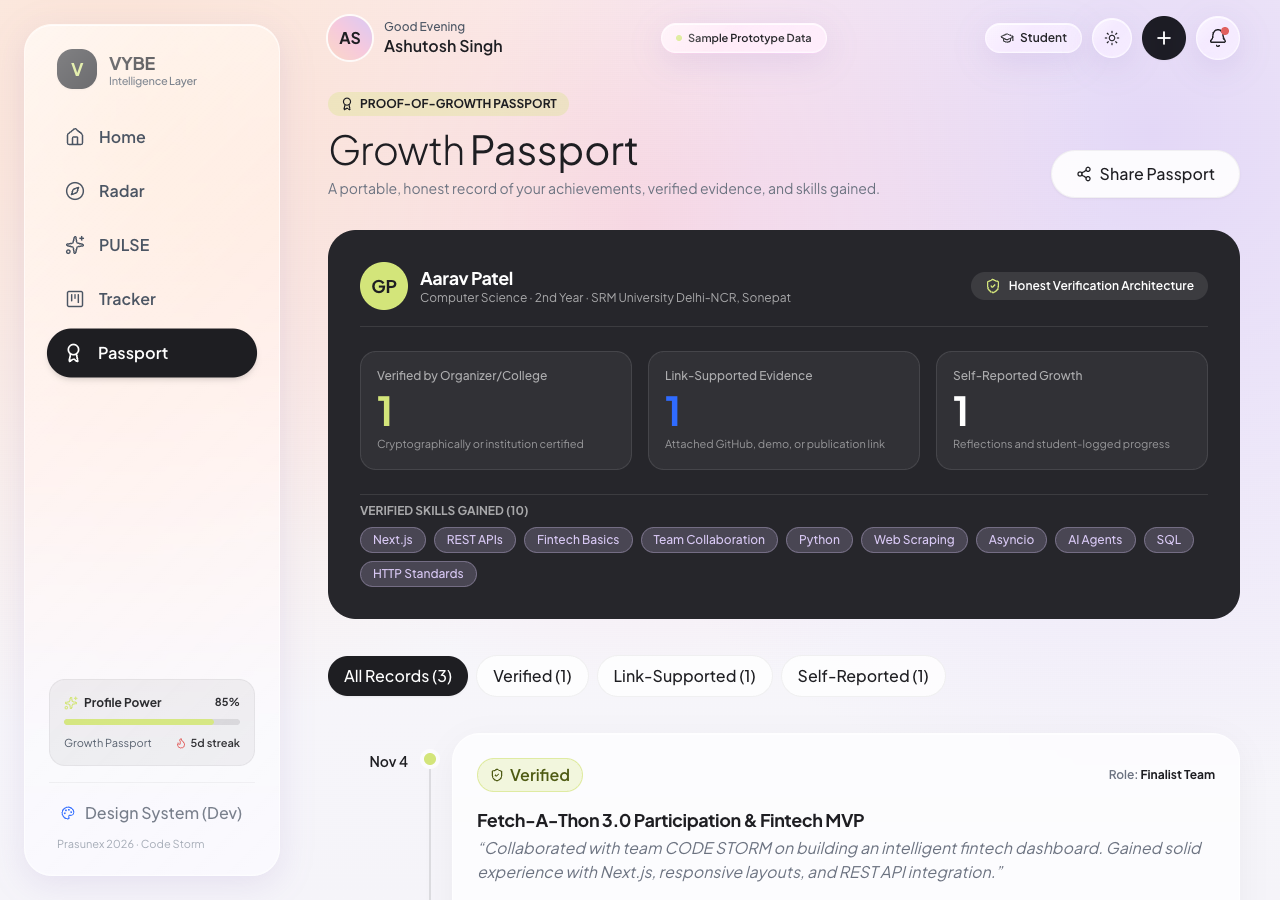 V
VYBE
Intelligence Layer
Home
Radar
PULSE
Tracker
Passport
Profile Power
85%
Growth Passport
5d streak
Design System (Dev)
Prasunex 2026 · Code Storm
AS
Good Evening
Ashutosh Singh
Sample Prototype Data
Student
PROOF-OF-GROWTH PASSPORT
Growth Passport
A portable, honest record of your achievements, verified evidence, and skills gained.
Share Passport
GP
Aarav Patel
Computer Science · 2nd Year · SRM University Delhi-NCR, Sonepat
Honest Verification Architecture
Verified by Organizer/College
1
Cryptographically or institution certified
Link-Supported Evidence
1
Attached GitHub, demo, or publication link
Self-Reported Growth
1
Reflections and student-logged progress
VERIFIED SKILLS GAINED (10)
Next.js
REST APIs
Fintech Basics
Team Collaboration
Python
Web Scraping
Asyncio
AI Agents
SQL
HTTP Standards
All Records (3)
Verified (1)
Link-Supported (1)
Self-Reported (1)
Nov 4
Verified
Role: Finalist Team
Fetch-A-Thon 3.0 Participation & Fintech MVP
“Collaborated with team CODE STORM on building an intelligent fintech dashboard. Gained solid
experience with Next.js, responsive layouts, and REST API integration.”